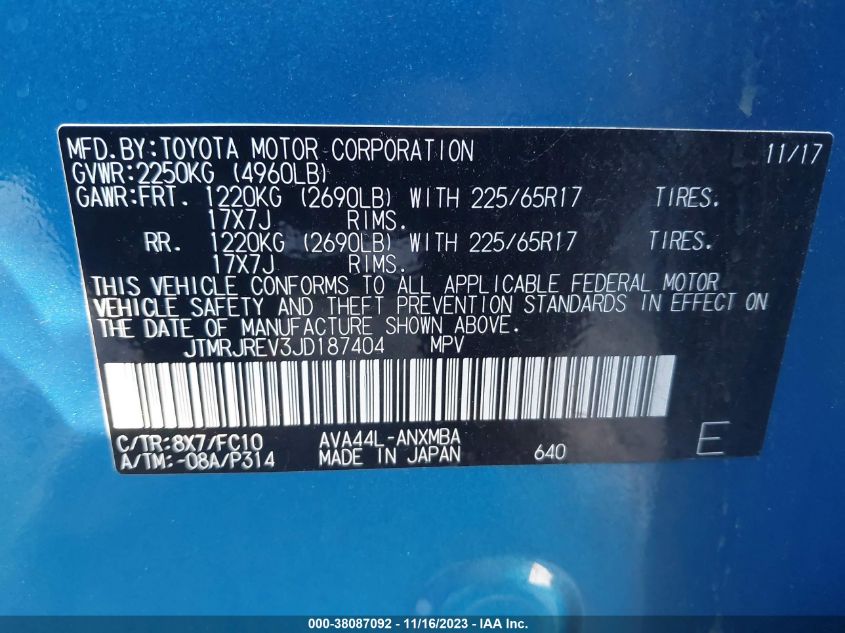 MFD.BY:TOYOTA MOTOR CORPORATION 11/17
GVWR:2250KG (4960LB)
GAWR:FRT. 1220KG (2690LB) WITH 225/65R17 TIRES.
17X7J RIMS.
RR. 1220KG (2690LB) WITH 225/65R17 TIRES.
17X7J RIMS.
THIS VEHICLE CONFORMS TO ALL APPLICABLE FEDERAL MOTOR
VEHICLE SAFETY AND THEFT PREVENTION STANDARDS IN EFFECT ON
THE DATE OF MANUFACTURE SHOWN ABOVE.
JTMRJREV3JD187404 MPV
C/TR:8X7/FC10 AVA44L-ANXMBA
A/TM:-08A/P314 MADE IN JAPAN 640 E
000-38087092 - 11/16/2023 - IAA Inc.